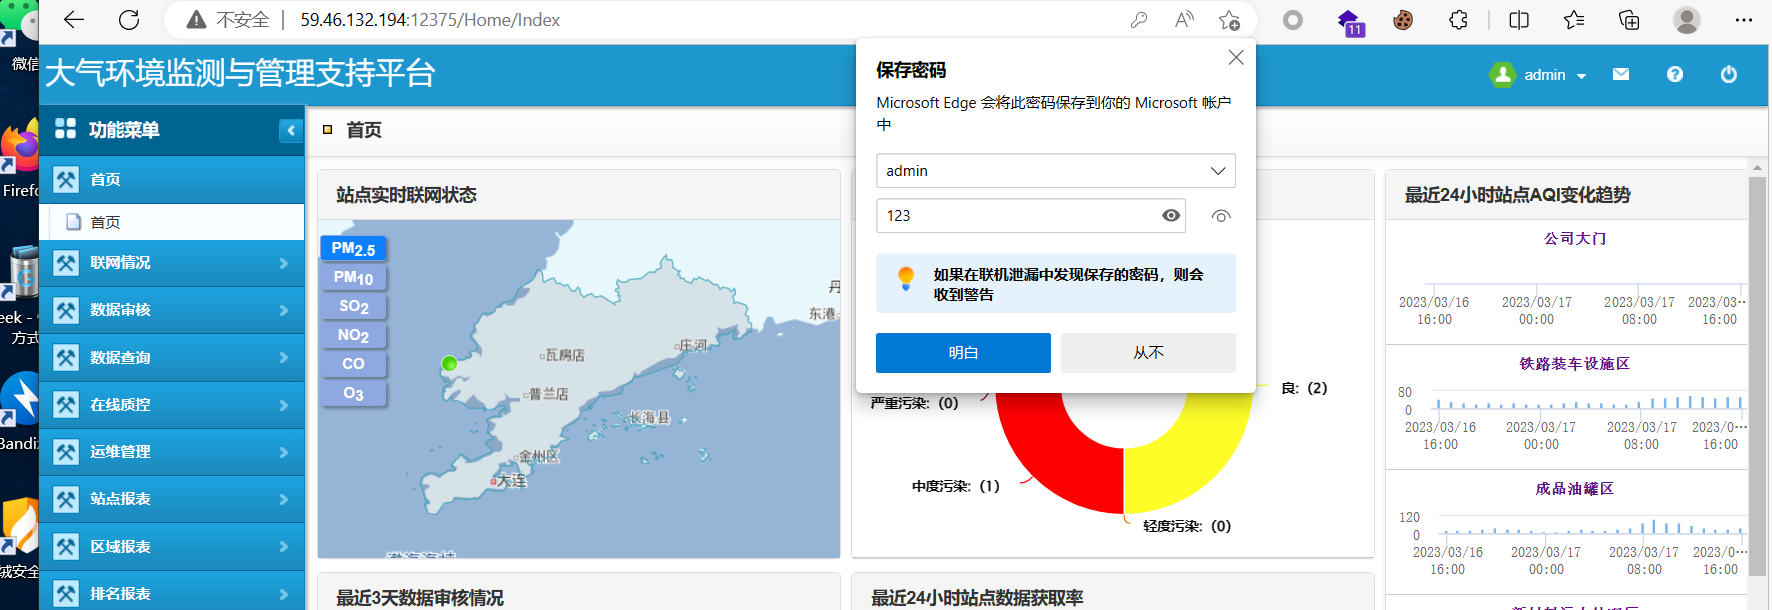 不安全 | 59.46.132.194:12375/Home/Index
11
微信
大气环境监测与管理支持平台
admin
功能菜单
首页
首页
首页
联网情况
数据审核
数据查询
在线质控
运维管理
站点报表
区域报表
排名报表
方式
Bandiz
站点实时联网状态
PM2.5
PM10
SO2
NO2
CO
O3
丹
东港
庄河
瓦房店
普兰店
长海县
金州区
大连
保存密码
Microsoft Edge 会将此密码保存到你的 Microsoft 帐户
中
admin
123
如果在联机泄漏中发现保存的密码，则会
收到警告
明白
从不
良: (2)
严重污染: (0)
中度污染: (1)
轻度污染: (0)
最近24小时站点AQI变化趋势
公司大门
2023/03/16 2023/03/17 2023/03/17 2023/03···
16:00 00:00 08:00 16:00
铁路装车设施区
80
0
2023/03/16 2023/03/17 2023/03/17 2023/0···
16:00 00:00 08:00 16:00
成品油罐区
120
0
2023/03/16 2023/03/17 2023/03/17 2023/0···
16:00 00:00 08:00 16:00
最近3天数据审核情况
最近24小时站点数据获取率